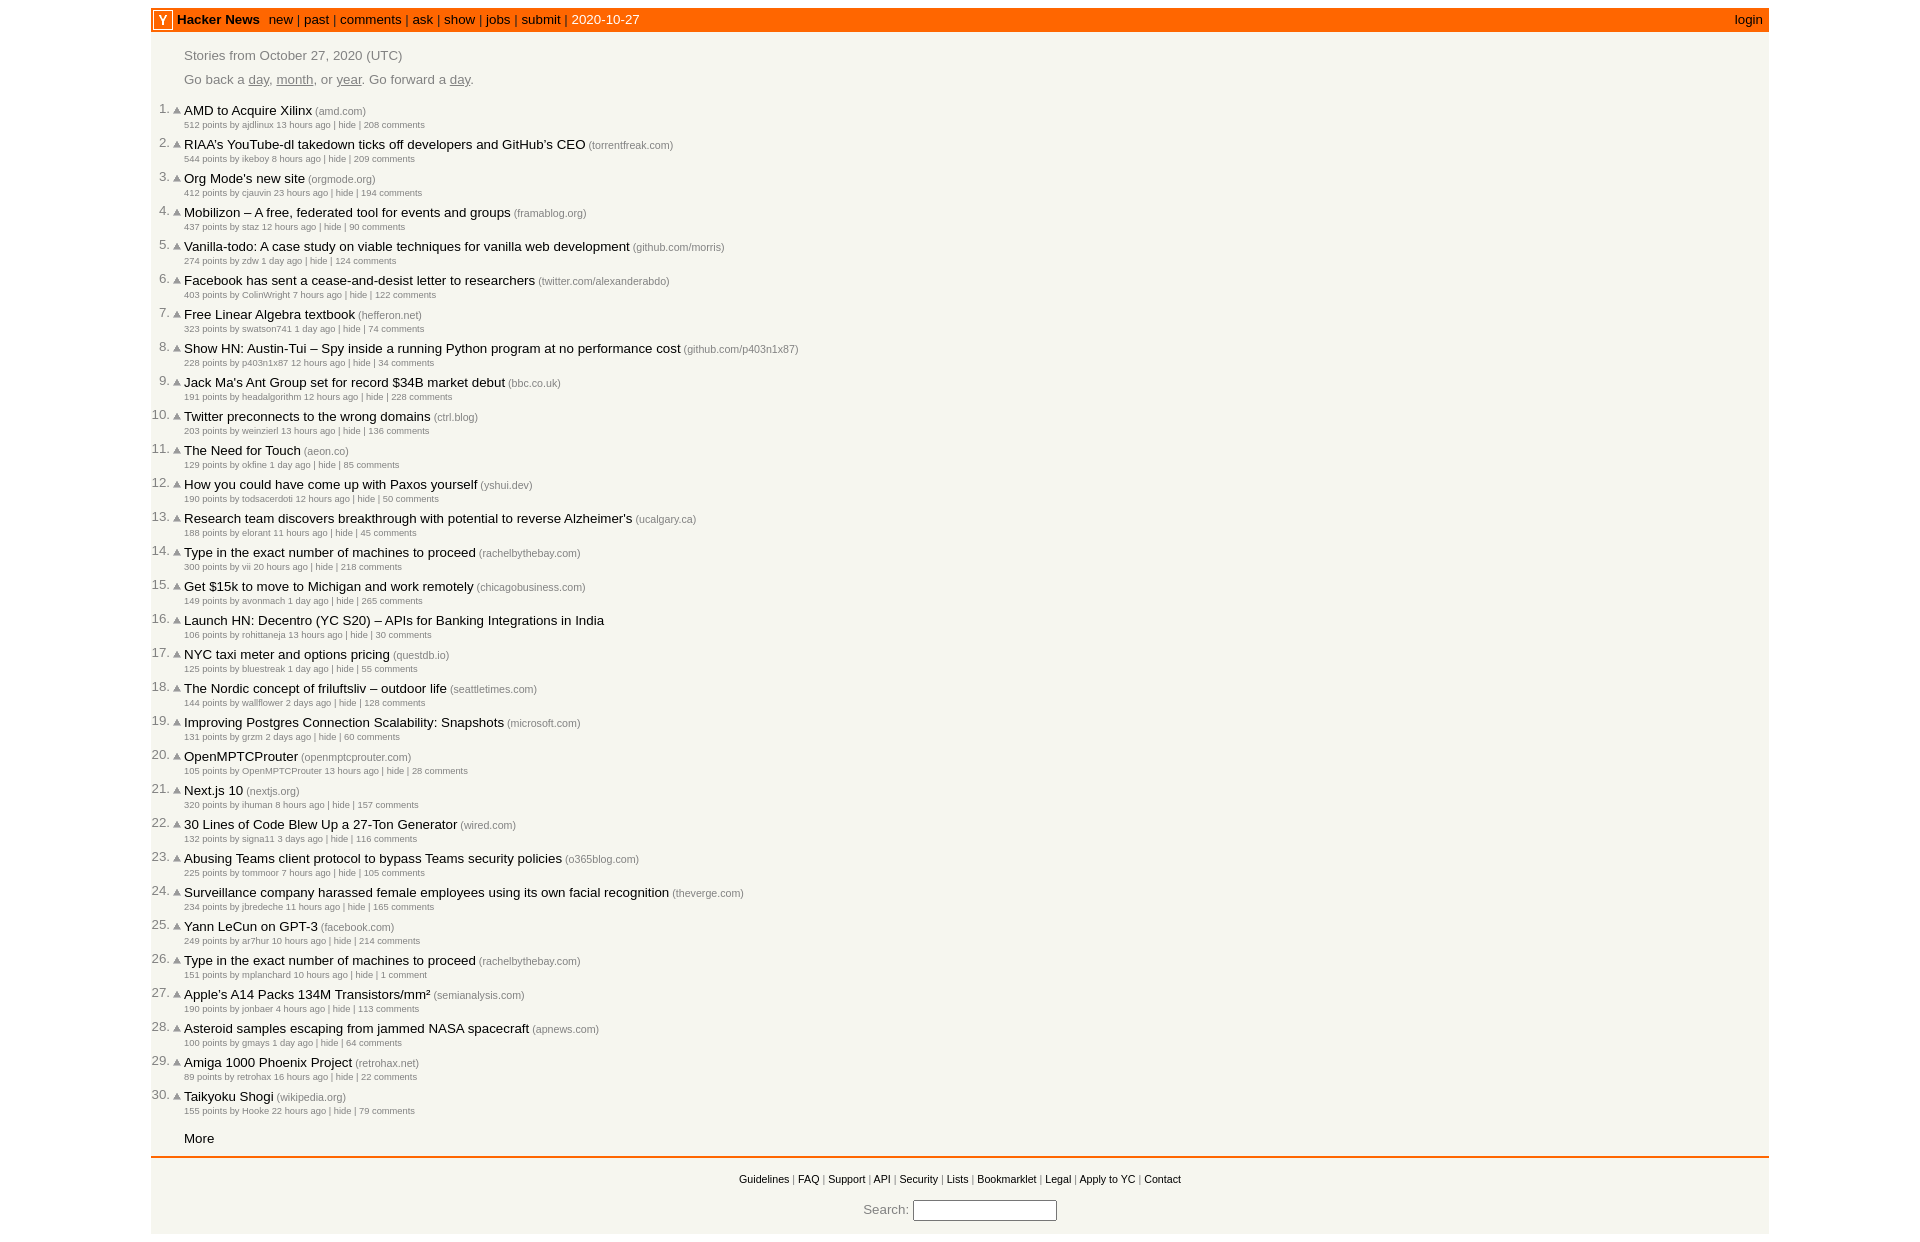 Y Hacker News new | past | comments | ask | show | jobs | submit | 2020-10-27 login
Stories from October 27, 2020 (UTC)
Go back a day, month, or year. Go forward a day.
1. AMD to Acquire Xilinx (amd.com)
512 points by ajdlinux 13 hours ago | hide | 208 comments
2. RIAA’s YouTube-dl takedown ticks off developers and GitHub’s CEO (torrentfreak.com)
544 points by ikeboy 8 hours ago | hide | 209 comments
3. Org Mode's new site (orgmode.org)
412 points by cjauvin 23 hours ago | hide | 194 comments
4. Mobilizon – A free, federated tool for events and groups (framablog.org)
437 points by staz 12 hours ago | hide | 90 comments
5. Vanilla-todo: A case study on viable techniques for vanilla web development (github.com/morris)
274 points by zdw 1 day ago | hide | 124 comments
6. Facebook has sent a cease-and-desist letter to researchers (twitter.com/alexanderabdo)
403 points by ColinWright 7 hours ago | hide | 122 comments
7. Free Linear Algebra textbook (hefferon.net)
323 points by swatson741 1 day ago | hide | 74 comments
8. Show HN: Austin-Tui – Spy inside a running Python program at no performance cost (github.com/p403n1x87)
228 points by p403n1x87 12 hours ago | hide | 34 comments
9. Jack Ma's Ant Group set for record $34B market debut (bbc.co.uk)
191 points by headalgorithm 12 hours ago | hide | 228 comments
10. Twitter preconnects to the wrong domains (ctrl.blog)
203 points by weinzierl 13 hours ago | hide | 136 comments
11. The Need for Touch (aeon.co)
129 points by okfine 1 day ago | hide | 85 comments
12. How you could have come up with Paxos yourself (yshui.dev)
190 points by todsacerdoti 12 hours ago | hide | 50 comments
13. Research team discovers breakthrough with potential to reverse Alzheimer's (ucalgary.ca)
188 points by elorant 11 hours ago | hide | 45 comments
14. Type in the exact number of machines to proceed (rachelbythebay.com)
300 points by vii 20 hours ago | hide | 218 comments
15. Get $15k to move to Michigan and work remotely (chicagobusiness.com)
149 points by avonmach 1 day ago | hide | 265 comments
16. Launch HN: Decentro (YC S20) – APIs for Banking Integrations in India
106 points by rohittaneja 13 hours ago | hide | 30 comments
17. NYC taxi meter and options pricing (questdb.io)
125 points by bluestreak 1 day ago | hide | 55 comments
18. The Nordic concept of friluftsliv – outdoor life (seattletimes.com)
144 points by wallflower 2 days ago | hide | 128 comments
19. Improving Postgres Connection Scalability: Snapshots (microsoft.com)
131 points by grzm 2 days ago | hide | 60 comments
20. OpenMPTCProuter (openmptcprouter.com)
105 points by OpenMPTCProuter 13 hours ago | hide | 28 comments
21. Next.js 10 (nextjs.org)
320 points by ihuman 8 hours ago | hide | 157 comments
22. 30 Lines of Code Blew Up a 27-Ton Generator (wired.com)
132 points by signa11 3 days ago | hide | 116 comments
23. Abusing Teams client protocol to bypass Teams security policies (o365blog.com)
225 points by tommoor 7 hours ago | hide | 105 comments
24. Surveillance company harassed female employees using its own facial recognition (theverge.com)
234 points by jbredeche 11 hours ago | hide | 165 comments
25. Yann LeCun on GPT-3 (facebook.com)
249 points by ar7hur 10 hours ago | hide | 214 comments
26. Type in the exact number of machines to proceed (rachelbythebay.com)
151 points by mplanchard 10 hours ago | hide | 1 comment
27. Apple’s A14 Packs 134M Transistors/mm² (semianalysis.com)
190 points by jonbaer 4 hours ago | hide | 113 comments
28. Asteroid samples escaping from jammed NASA spacecraft (apnews.com)
100 points by gmays 1 day ago | hide | 64 comments
29. Amiga 1000 Phoenix Project (retrohax.net)
89 points by retrohax 16 hours ago | hide | 22 comments
30. Taikyoku Shogi (wikipedia.org)
155 points by Hooke 22 hours ago | hide | 79 comments
More
Guidelines | FAQ | Support | API | Security | Lists | Bookmarklet | Legal | Apply to YC | Contact
Search: